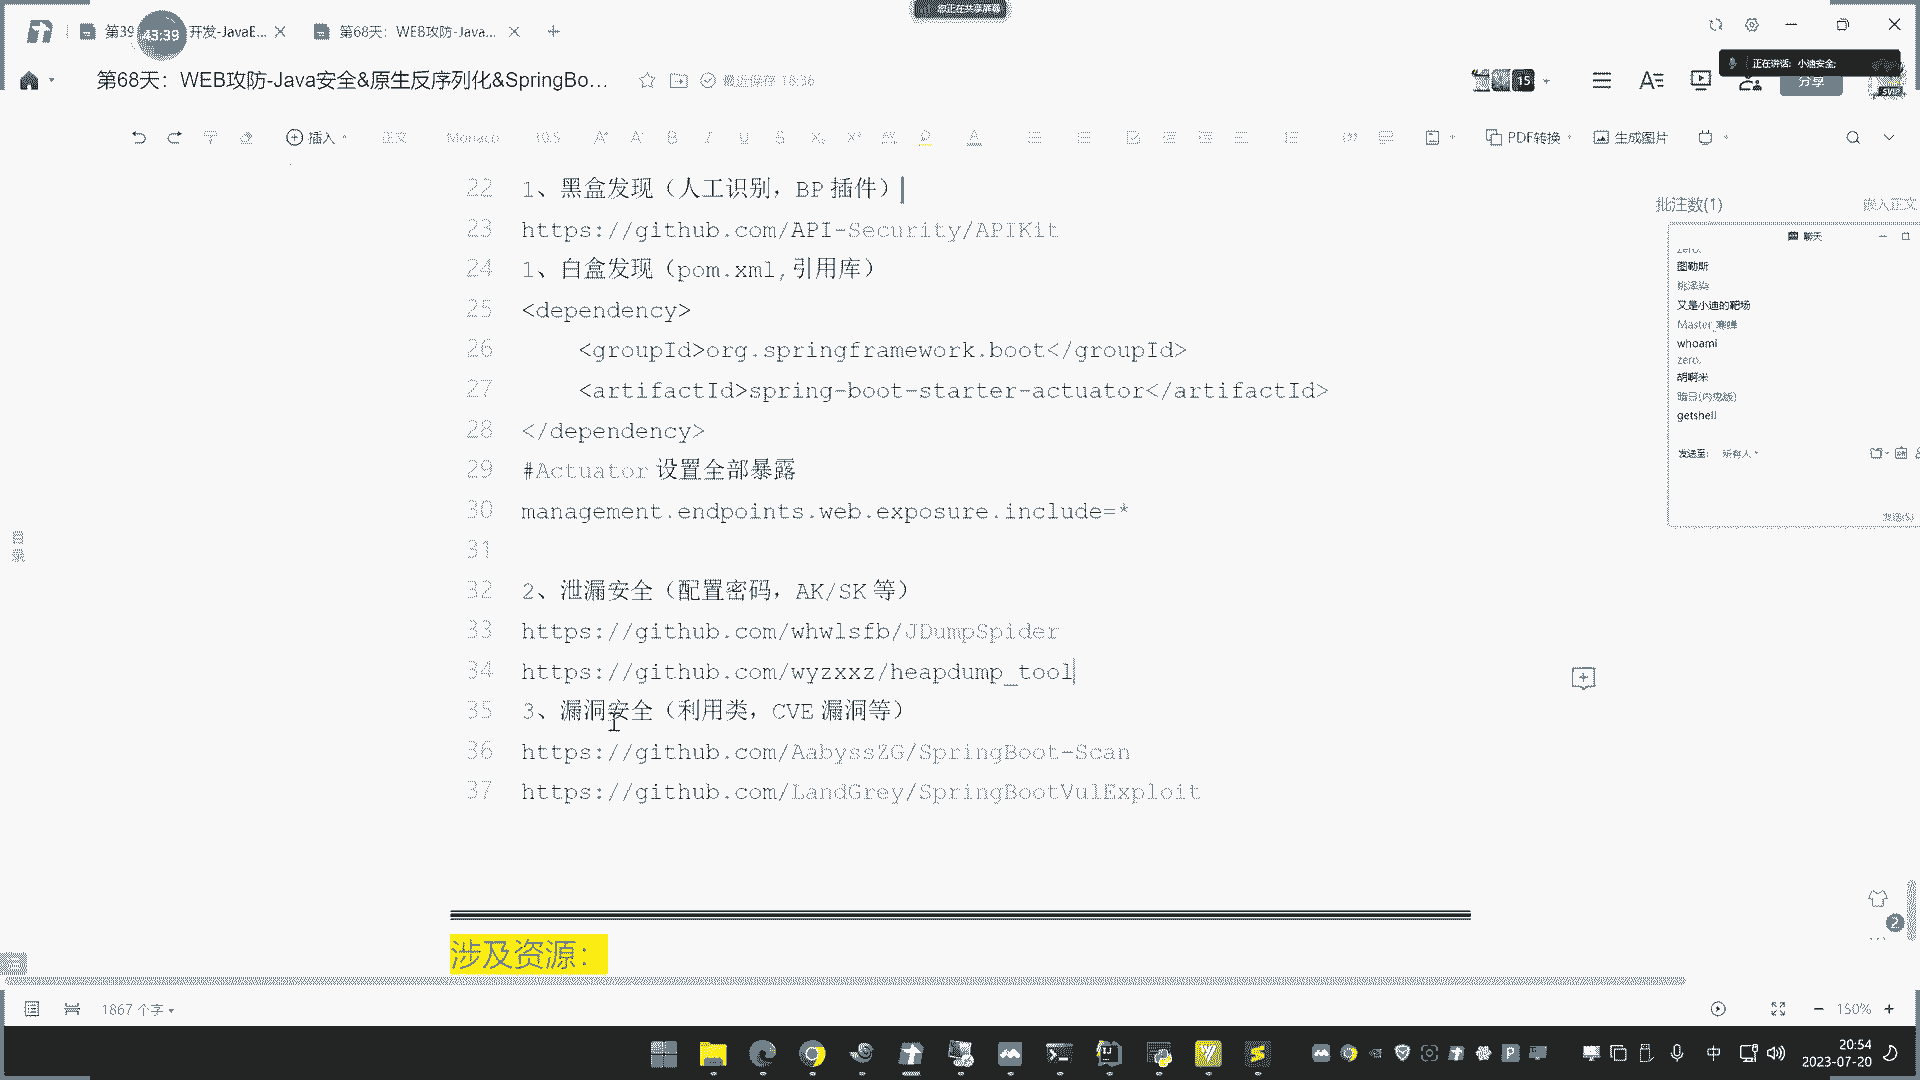 您正在共享屏幕
第39
43:39
开发-JavaE...
第68天：WEB攻防-Java...
正在讲话: 小迪安全;
第68天：WEB攻防-Java安全&原生反序列化&SpringBo...
最近保存 18:36
15
分享
SVIP
插入
正文
Monaco
10.5
PDF转换
生成图片
22 1、黑盒发现（人工识别，BP 插件）
23 https://github.com/API-Security/APIKit
24 1、白盒发现（pom.xml,引用库）
25 <dependency>
26 <groupId>org.springframework.boot</groupId>
27 <artifactId>spring-boot-starter-actuator</artifactId>
28 </dependency>
29 #Actuator 设置全部暴露
30 management.endpoints.web.exposure.include=*
31
32 2、泄漏安全（配置密码，AK/SK 等）
33 https://github.com/whwlsfb/JDumpSpider
34 https://github.com/wyzxxz/heapdump_tool
35 3、漏洞安全（利用类，CVE 漏洞等）
36 https://github.com/AabyssZG/SpringBoot-Scan
37 https://github.com/LandGrey/SpringBootVulExploit
涉及资源：
目录
批注数(1)
嵌入正文
聊天
zero.
图勒斯
又是小迪的靶场
whoami
zero.
胡啊米
getshell
发送至:
所有人
发送(S)
2
1867 个字
150%
中
20:54
2023-07-20